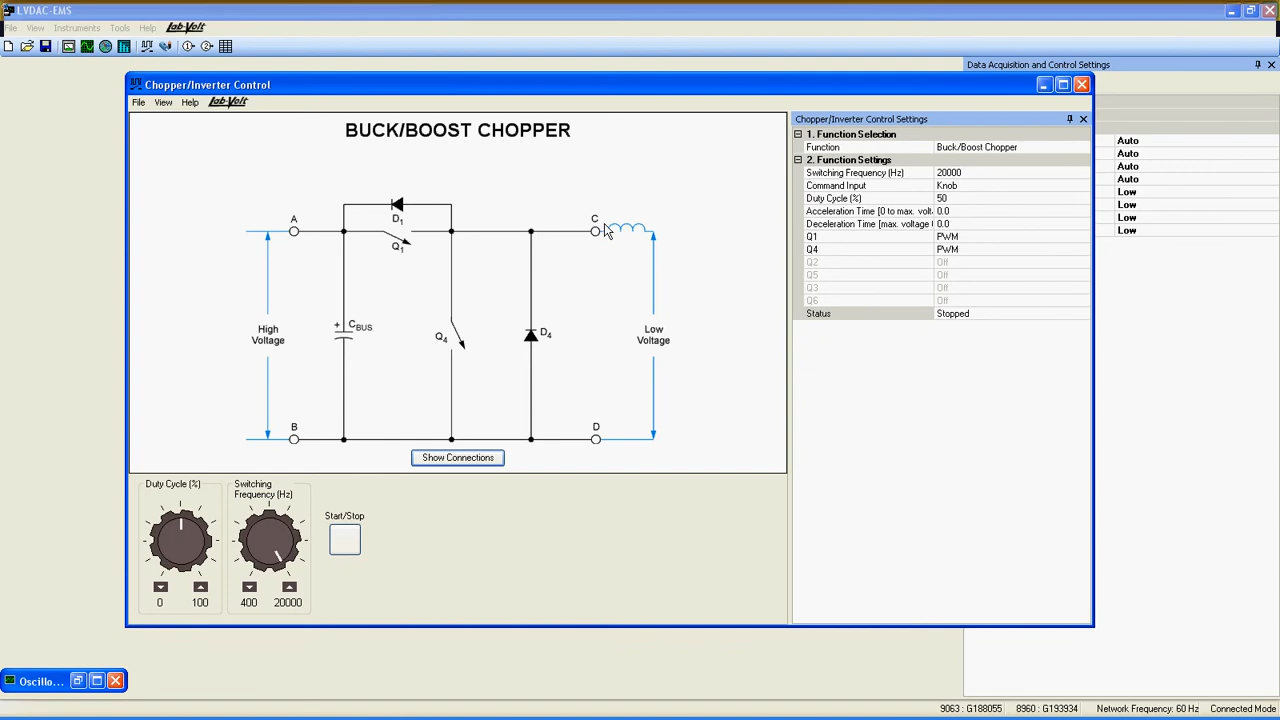 LVDAC-EMS
File View Instruments Tools Help Lab-Volt
Data Acquisition and Control Settings
Chopper/Inverter Control
File View Help Lab-Volt
BUCK/BOOST CHOPPER
A
B
C
D
D1
Q1
CBUS
+
Q4
D4
High
Voltage
Low
Voltage
Show Connections
Duty Cycle (%)
0 100
Switching
Frequency (Hz)
400 20000
Start/Stop
Chopper/Inverter Control Settings
1. Function Selection
Function Buck/Boost Chopper
2. Function Settings
Switching Frequency (Hz) 20000
Command Input Knob
Duty Cycle (%) 50
Acceleration Time [0 to max. volt 0.0
Deceleration Time [max. voltage 0.0
Q1 PWM
Q4 PWM
Q2 Off
Q5 Off
Q3 Off
Q6 Off
Status Stopped
Auto
Auto
Auto
Auto
Low
Low
Low
Low
Oscillo...
9063 : G188055 8960 : G193934 Network Frequency: 60 Hz Connected Mode